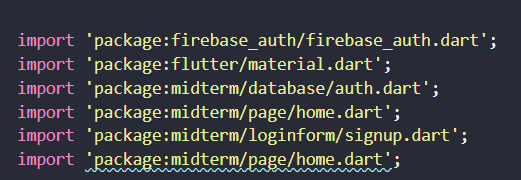 import 'package:firebase_auth/firebase_auth.dart';
import 'package:flutter/material.dart';
import 'package:midterm/database/auth.dart';
import 'package:midterm/page/home.dart';
import 'package:midterm/loginform/signup.dart';
import 'package:midterm/page/home.dart';